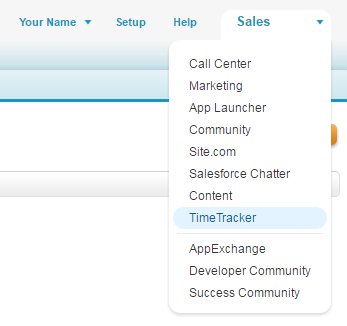 Your Name Setup Help Sales
Call Center
Marketing
App Launcher
Community
Site.com
Salesforce Chatter
Content
TimeTracker
AppExchange
Developer Community
Success Community